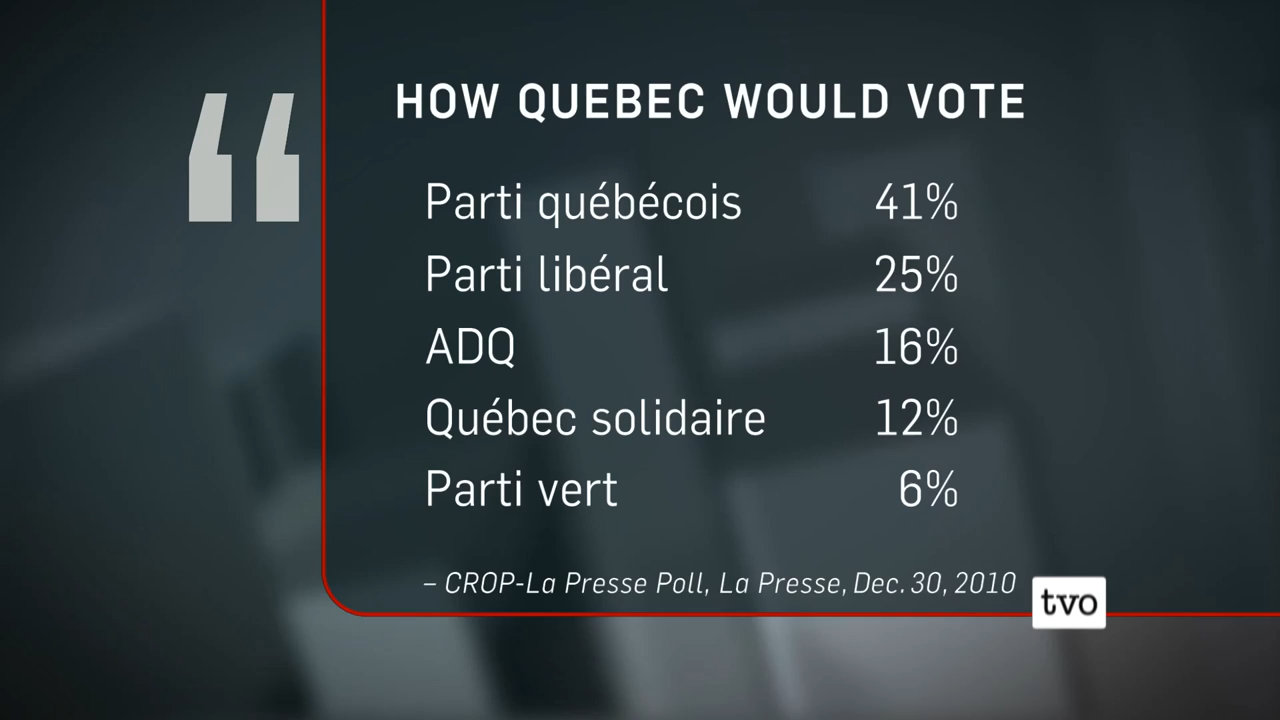 “
HOW QUEBEC WOULD VOTE
Parti québécois 41%
Parti libéral 25%
ADQ 16%
Québec solidaire 12%
Parti vert 6%
– CROP-La Presse Poll, La Presse, Dec. 30, 2010
tvo